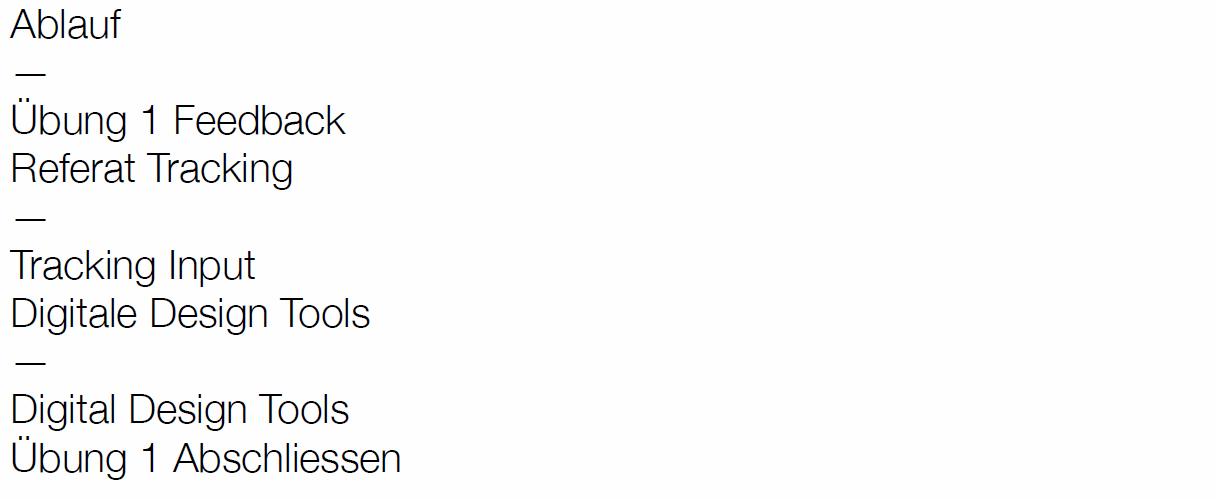 Ablauf
—
Übung 1 Feedback
Referat Tracking
—
Tracking Input
Digitale Design Tools
—
Digital Design Tools
Übung 1 Abschliessen